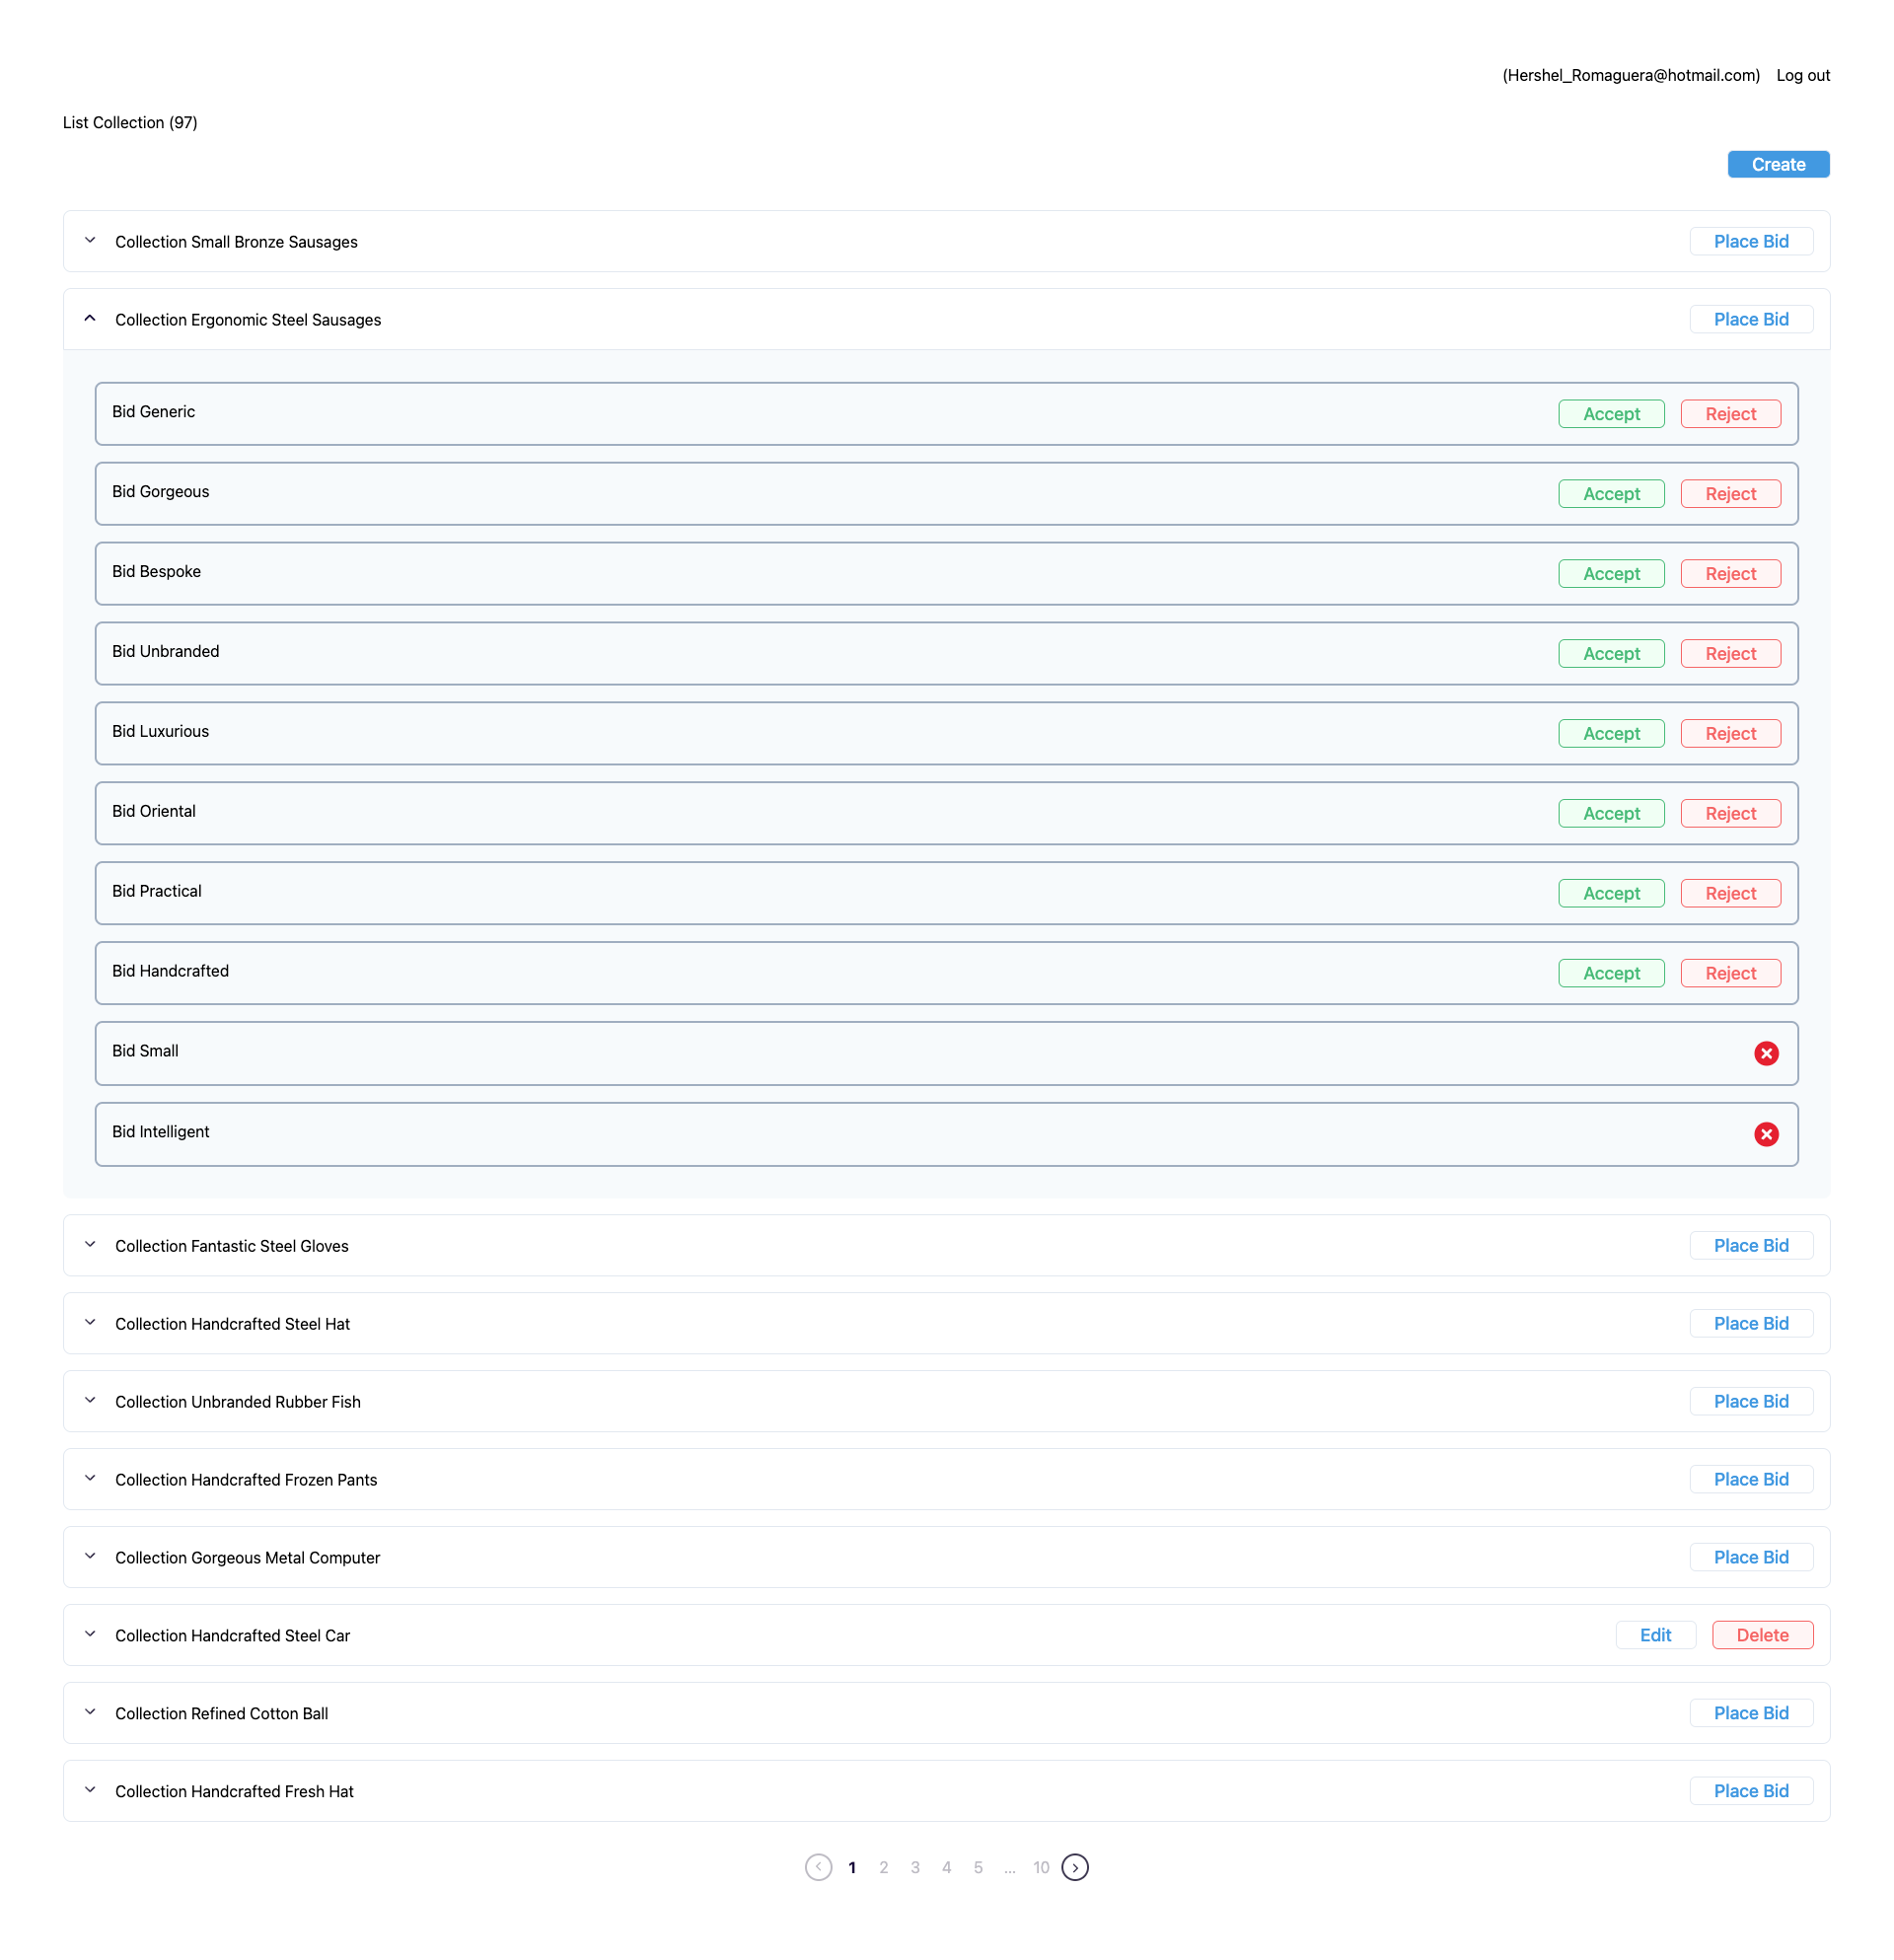 (Hershel_Romaguera@hotmail.com) Log out
List Collection (97)
Create
Collection Small Bronze Sausages Place Bid
Collection Ergonomic Steel Sausages Place Bid
Bid Generic Accept Reject
Bid Gorgeous Accept Reject
Bid Bespoke Accept Reject
Bid Unbranded Accept Reject
Bid Luxurious Accept Reject
Bid Oriental Accept Reject
Bid Practical Accept Reject
Bid Handcrafted Accept Reject
Bid Small
Bid Intelligent
Collection Fantastic Steel Gloves Place Bid
Collection Handcrafted Steel Hat Place Bid
Collection Unbranded Rubber Fish Place Bid
Collection Handcrafted Frozen Pants Place Bid
Collection Gorgeous Metal Computer Place Bid
Collection Handcrafted Steel Car Edit Delete
Collection Refined Cotton Ball Place Bid
Collection Handcrafted Fresh Hat Place Bid
1 2 3 4 5 ... 10